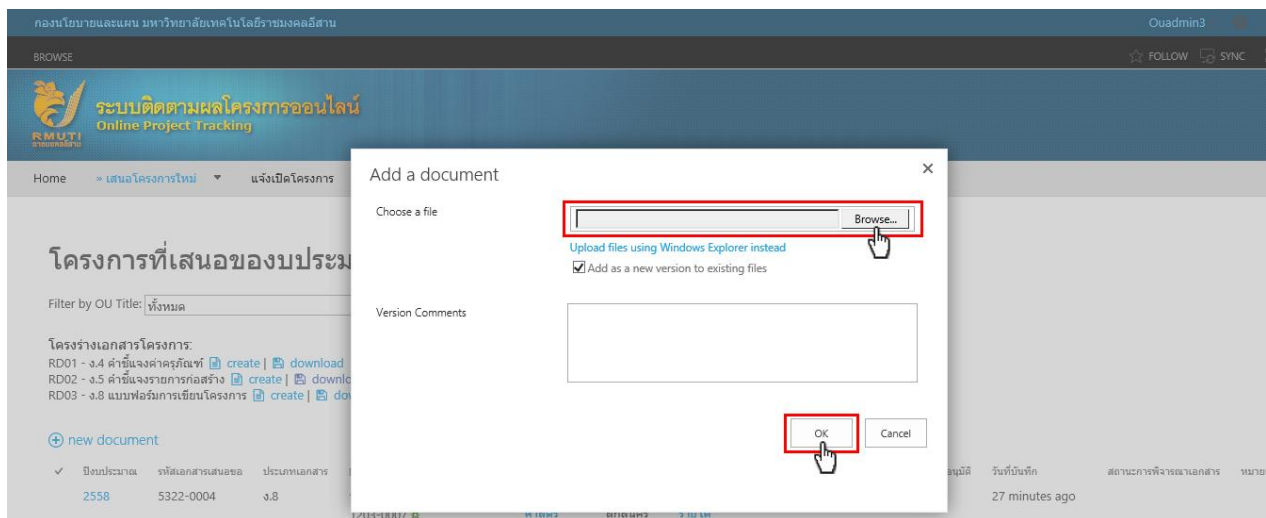 กองนโยบายและแผน มหาวิทยาลัยเทคโนโลยีราชมงคลอีสาน Ouadmin3
BROWSE FOLLOW SYNC
ระบบติดตามผลโครงการออนไลน์
Online Project Tracking
RMUTI
Home » เสนอโครงการใหม่ แจ้งเปิดโครงการ
Add a document
Choose a file
Browse...
Upload files using Windows Explorer instead
Add as a new version to existing files
Version Comments
OK Cancel
โครงการที่เสนอของบประม
Filter by OU Title: ทั้งหมด
โครงร่างเอกสารโครงการ:
RD01 - ง.4 คำชี้แจงค่าครุภัณฑ์ create | download
RD02 - ง.5 คำชี้แจงรายการก่อสร้าง create | downlo
RD03 - ง.8 แบบฟอร์มการเขียนโครงการ create | do
new document
ปีงบประมาณ รหัสเอกสารเสนอขอ ประเภทเอกสาร อนุมัติ วันที่บันทึก สถานะการพิจารณาเอกสาร หมาย
2558 5322-0004 ง.8 27 minutes ago